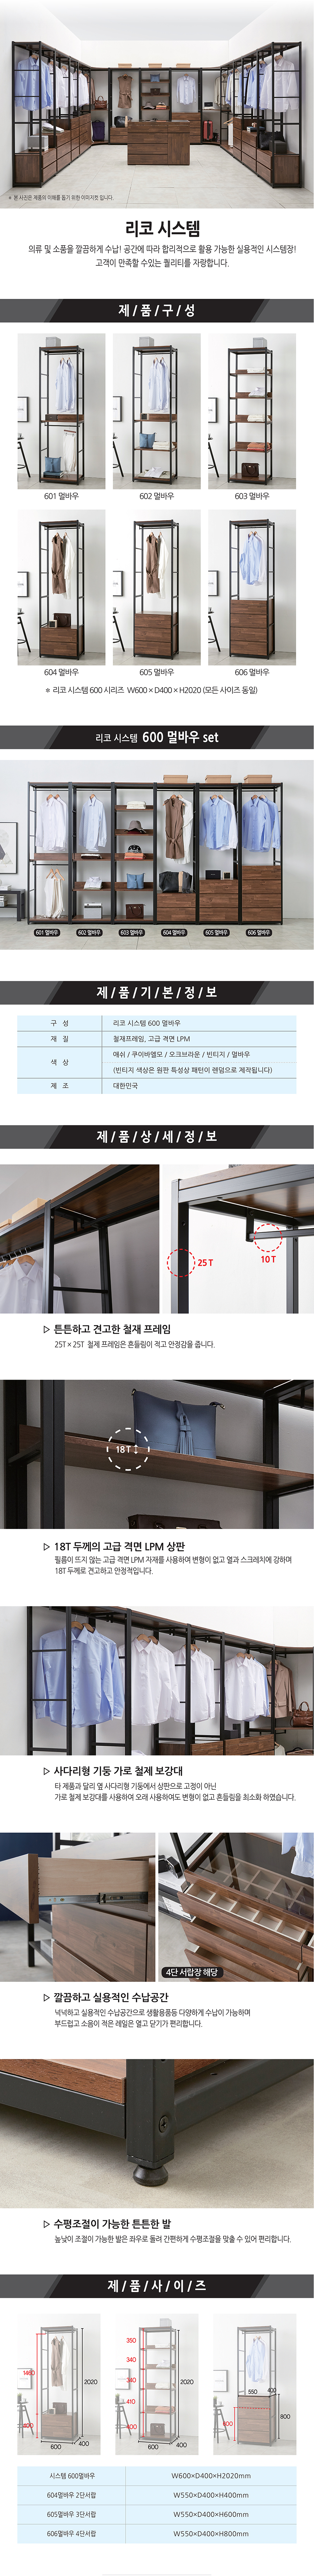 * 본 사진은 제품의 이해를 돕기 위한 이미지컷 입니다.
리코 시스템
의류 및 소품을 깔끔하게 수납! 공간에 따라 합리적으로 활용 가능한 실용적인 시스템장!
고객이 만족할 수있는 퀄리티를 자랑합니다.
제 / 품 / 구 / 성
601 멀바우 602 멀바우 603 멀바우
604 멀바우 605 멀바우 606 멀바우
* 리코 시스템 600 시리즈 W600×D400×H2020 (모든 사이즈 동일)
리코 시스템 600 멀바우 set
601 멀바우 602 멀바우 603 멀바우 604 멀바우 605 멀바우 606 멀바우
제 / 품 / 기 / 본 / 정 / 보
구 성 리코 시스템 600 멀바우
재 질 철재프레임, 고급 격면 LPM
색 상 애쉬 / 쿠이바엘모 / 오크브라운 / 빈티지 / 멀바우
(빈티지 색상은 원판 특성상 패턴이 랜덤으로 제작됩니다)
제 조 대한민국
제 / 품 / 상 / 세 / 정 / 보
25T 10T
▷ 튼튼하고 견고한 철재 프레임
25T×25T 철제 프레임은 흔들림이 적고 안정감을 줍니다.
18T
▷ 18T 두께의 고급 격면 LPM 상판
필름이 뜨지 않는 고급 격면 LPM 자재를 사용하여 변형이 없고 열과 스크레치에 강하며
18T 두께로 견고하고 안정적입니다.
▷ 사다리형 기둥 가로 철제 보강대
타 제품과 달리 옆 사다리형 기둥에서 상판으로 고정이 아닌
가로 철제 보강대를 사용하여 오래 사용하여도 변형이 없고 흔들림을 최소화 하였습니다.
4단 서랍장 해당
▷ 깔끔하고 실용적인 수납공간
넉넉하고 실용적인 수납공간으로 생활용품등 다양하게 수납이 가능하며
부드럽고 소음이 적은 레일은 열고 닫기가 편리합니다.
▷ 수평조절이 가능한 튼튼한 발
높낮이 조절이 가능한 발은 좌우로 돌려 간편하게 수평조절을 맞출 수 있어 편리합니다.
제 / 품 / 사 / 이 / 즈
1450 2020 400 600 400
350 340 340 410 400 2020 600 400
550 400 800 600
시스템 600멀바우 W600×D400×H2020mm
604멀바우 2단서랍 W550×D400×H400mm
605멀바우 3단서랍 W550×D400×H600mm
606멀바우 4단서랍 W550×D400×H800mm